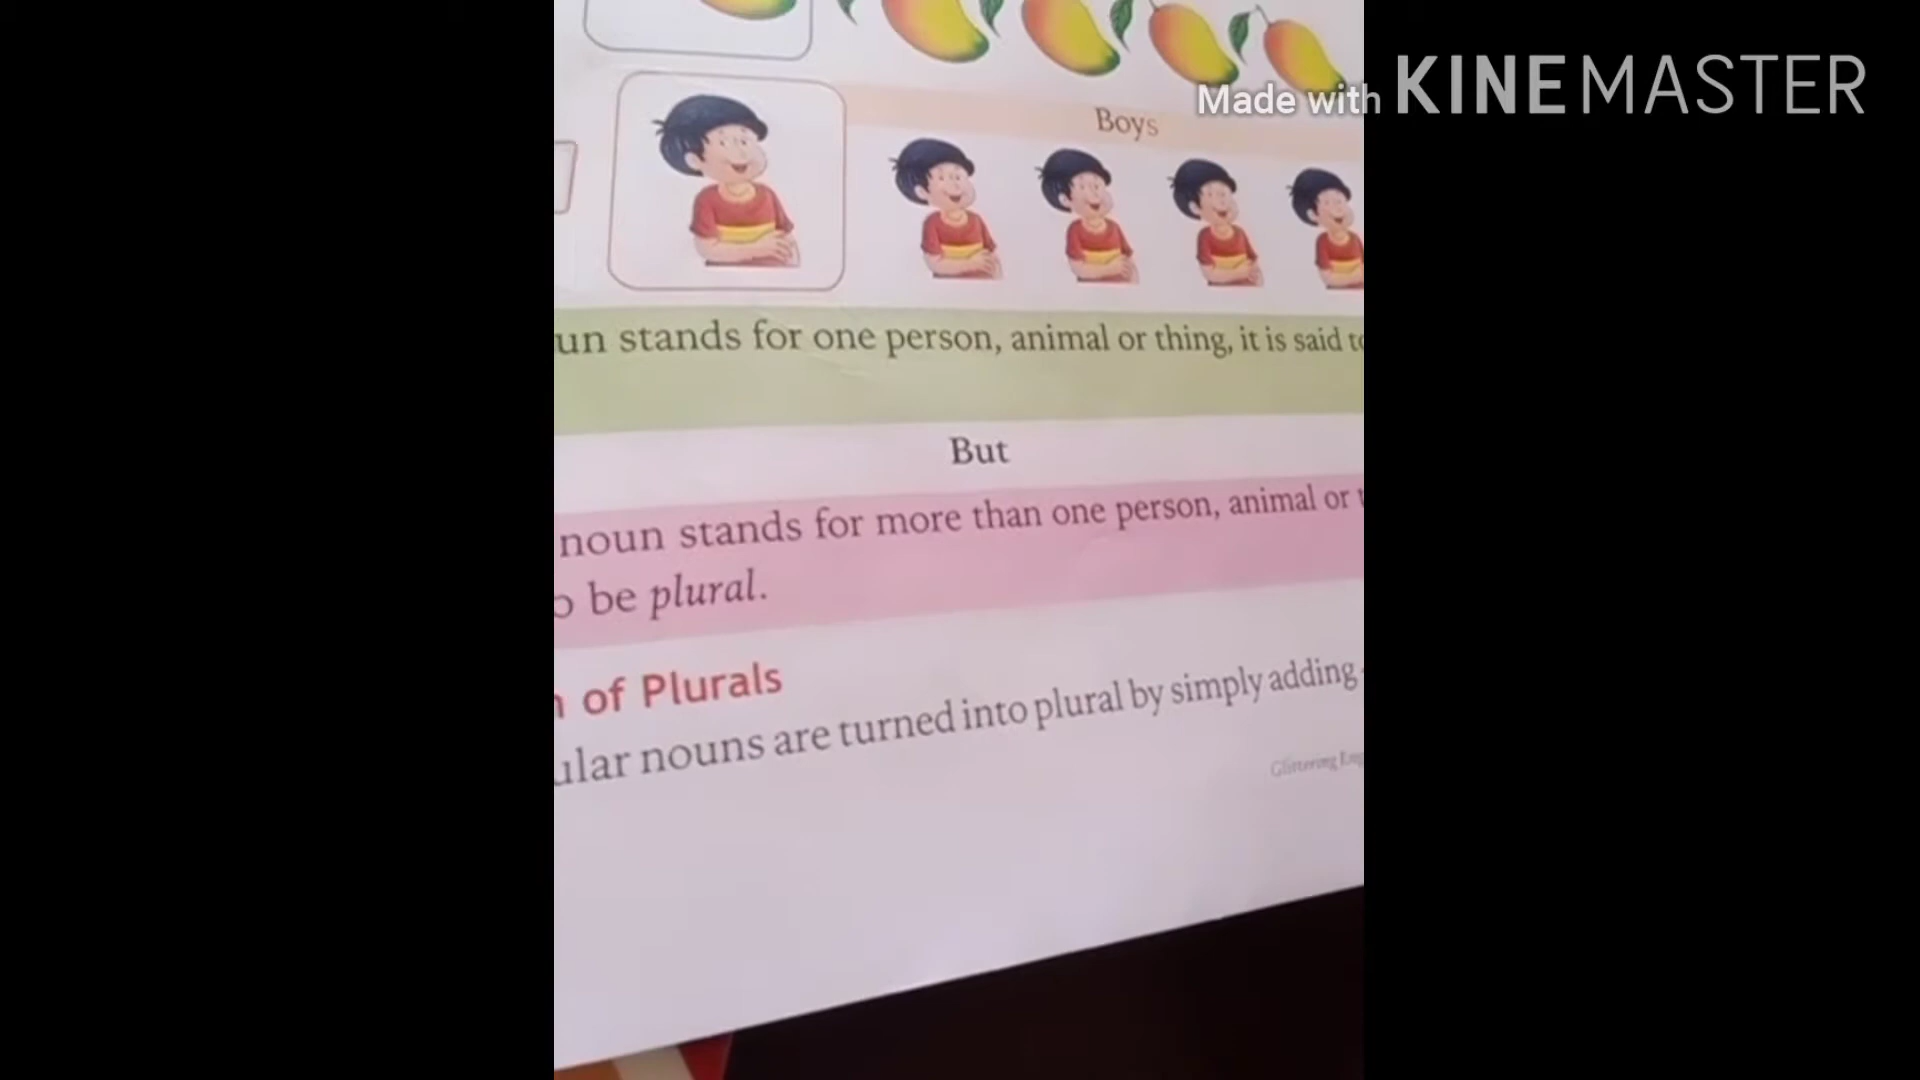 Made with KINEMASTER
Boys
un stands for one person, animal or thing, it is said
But
noun stands for more than one person, animal or
be plural.
of Plurals
ular nouns are turned into plural by simply adding
Glittering